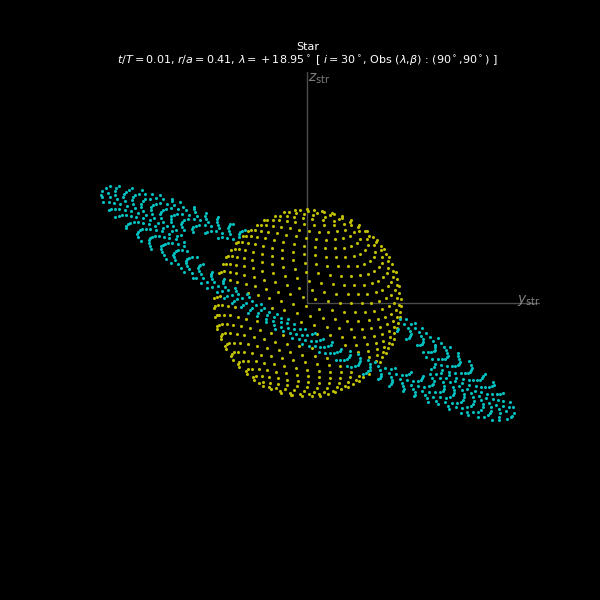 Star
t/T = 0.01, r/a = 0.41, λ = +18.95° [ i = 30°, Obs (λ,β) : (90°,90°) ]
z_str
y_str